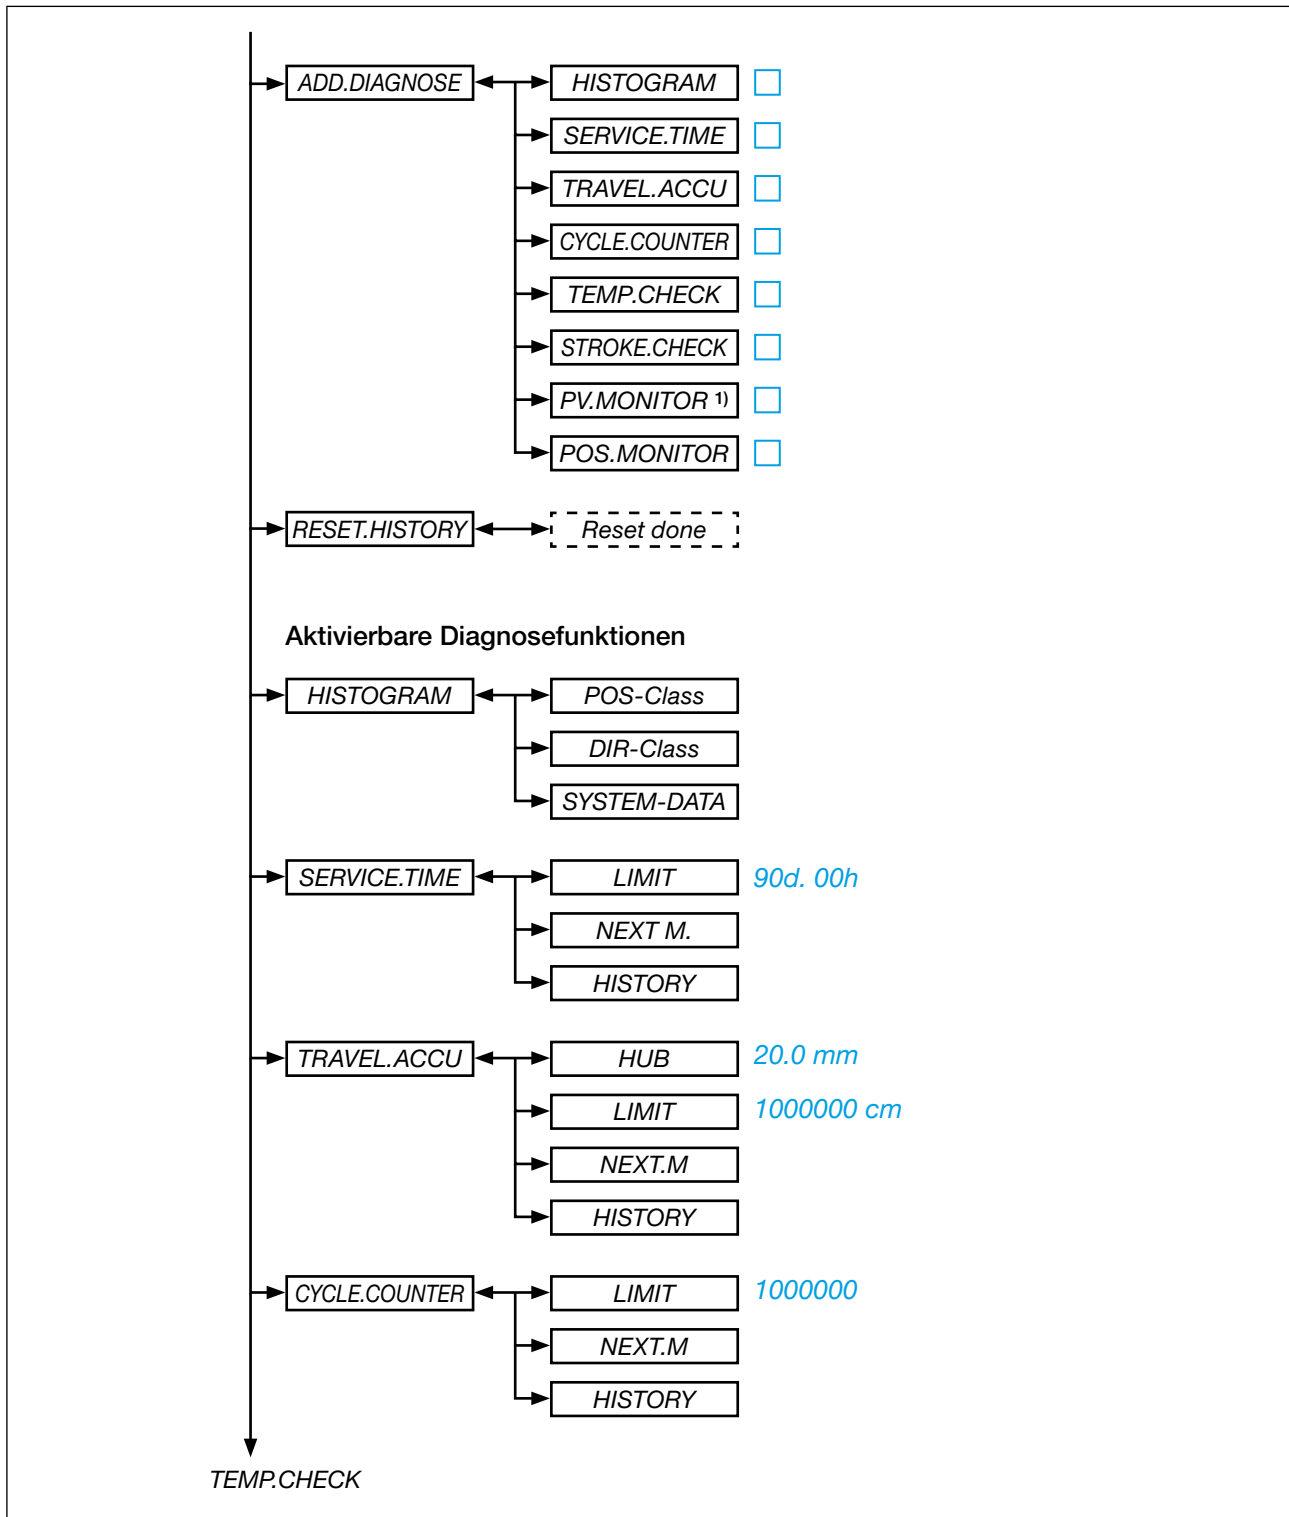 ADD.DIAGNOSE HISTOGRAM
SERVICE.TIME
TRAVEL.ACCU
CYCLE.COUNTER
TEMP.CHECK
STROKE.CHECK
PV.MONITOR 1)
POS.MONITOR
RESET.HISTORY Reset done
Aktivierbare Diagnosefunktionen
HISTOGRAM POS-Class
DIR-Class
SYSTEM-DATA
SERVICE.TIME LIMIT 90d. 00h
NEXT M.
HISTORY
TRAVEL.ACCU HUB 20.0 mm
LIMIT 1000000 cm
NEXT.M
HISTORY
CYCLE.COUNTER LIMIT 1000000
NEXT.M
HISTORY
TEMP.CHECK